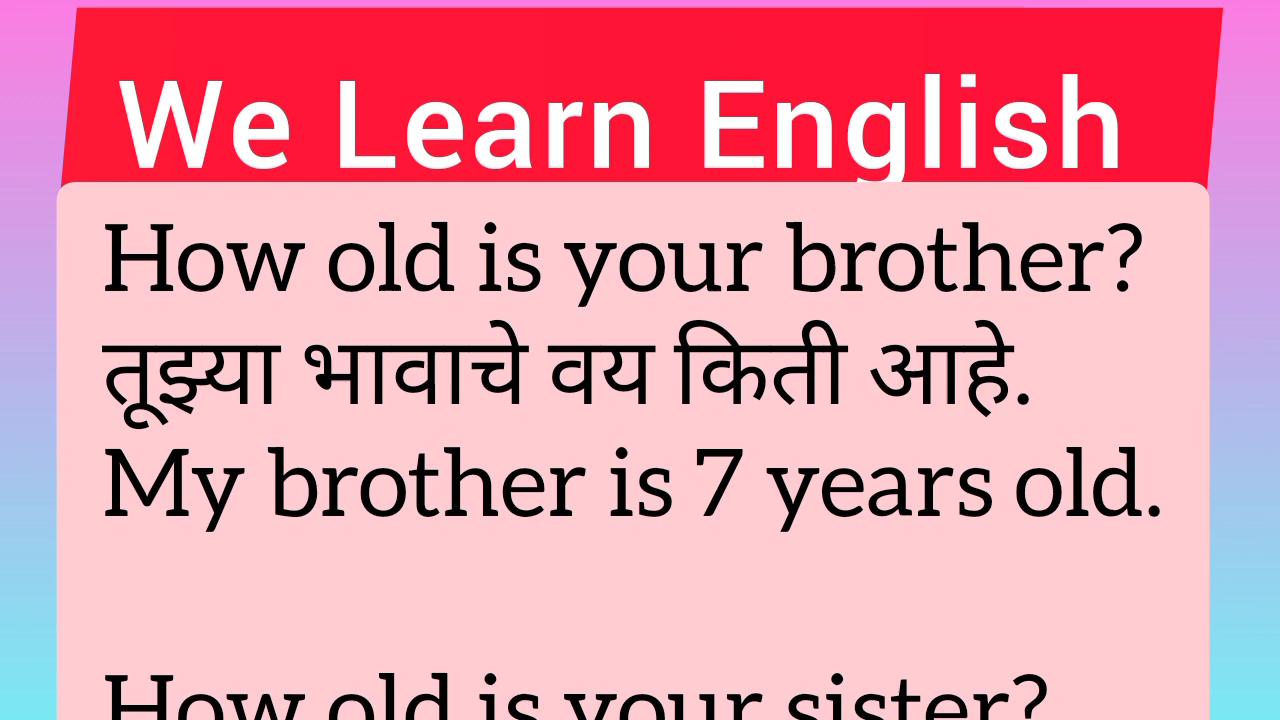 We Learn English
How old is your brother?
तूझ्या भावाचे वय किती आहे.
My brother is 7 years old.
How old is your sister?